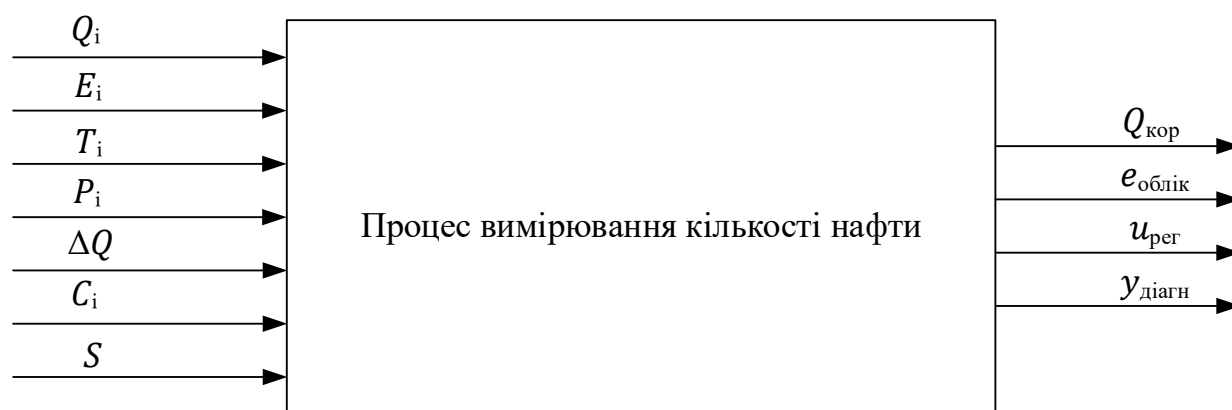 Qі
Eі
Tі
Pі
ΔQ
Cі
S
Процес вимірювання кількості нафти
Qкор
eоблік
uрег
yдіагн